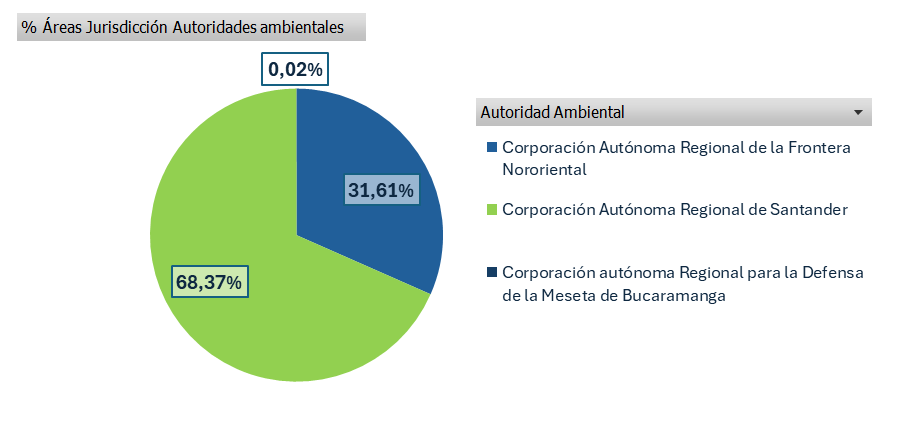 % Áreas Jurisdicción Autoridades ambientales
0,02%
31,61%
68,37%
Autoridad Ambiental
Corporación Autónoma Regional de la Frontera
Nororiental
Corporación Autónoma Regional de Santander
Corporación autónoma Regional para la Defensa
de la Meseta de Bucaramanga